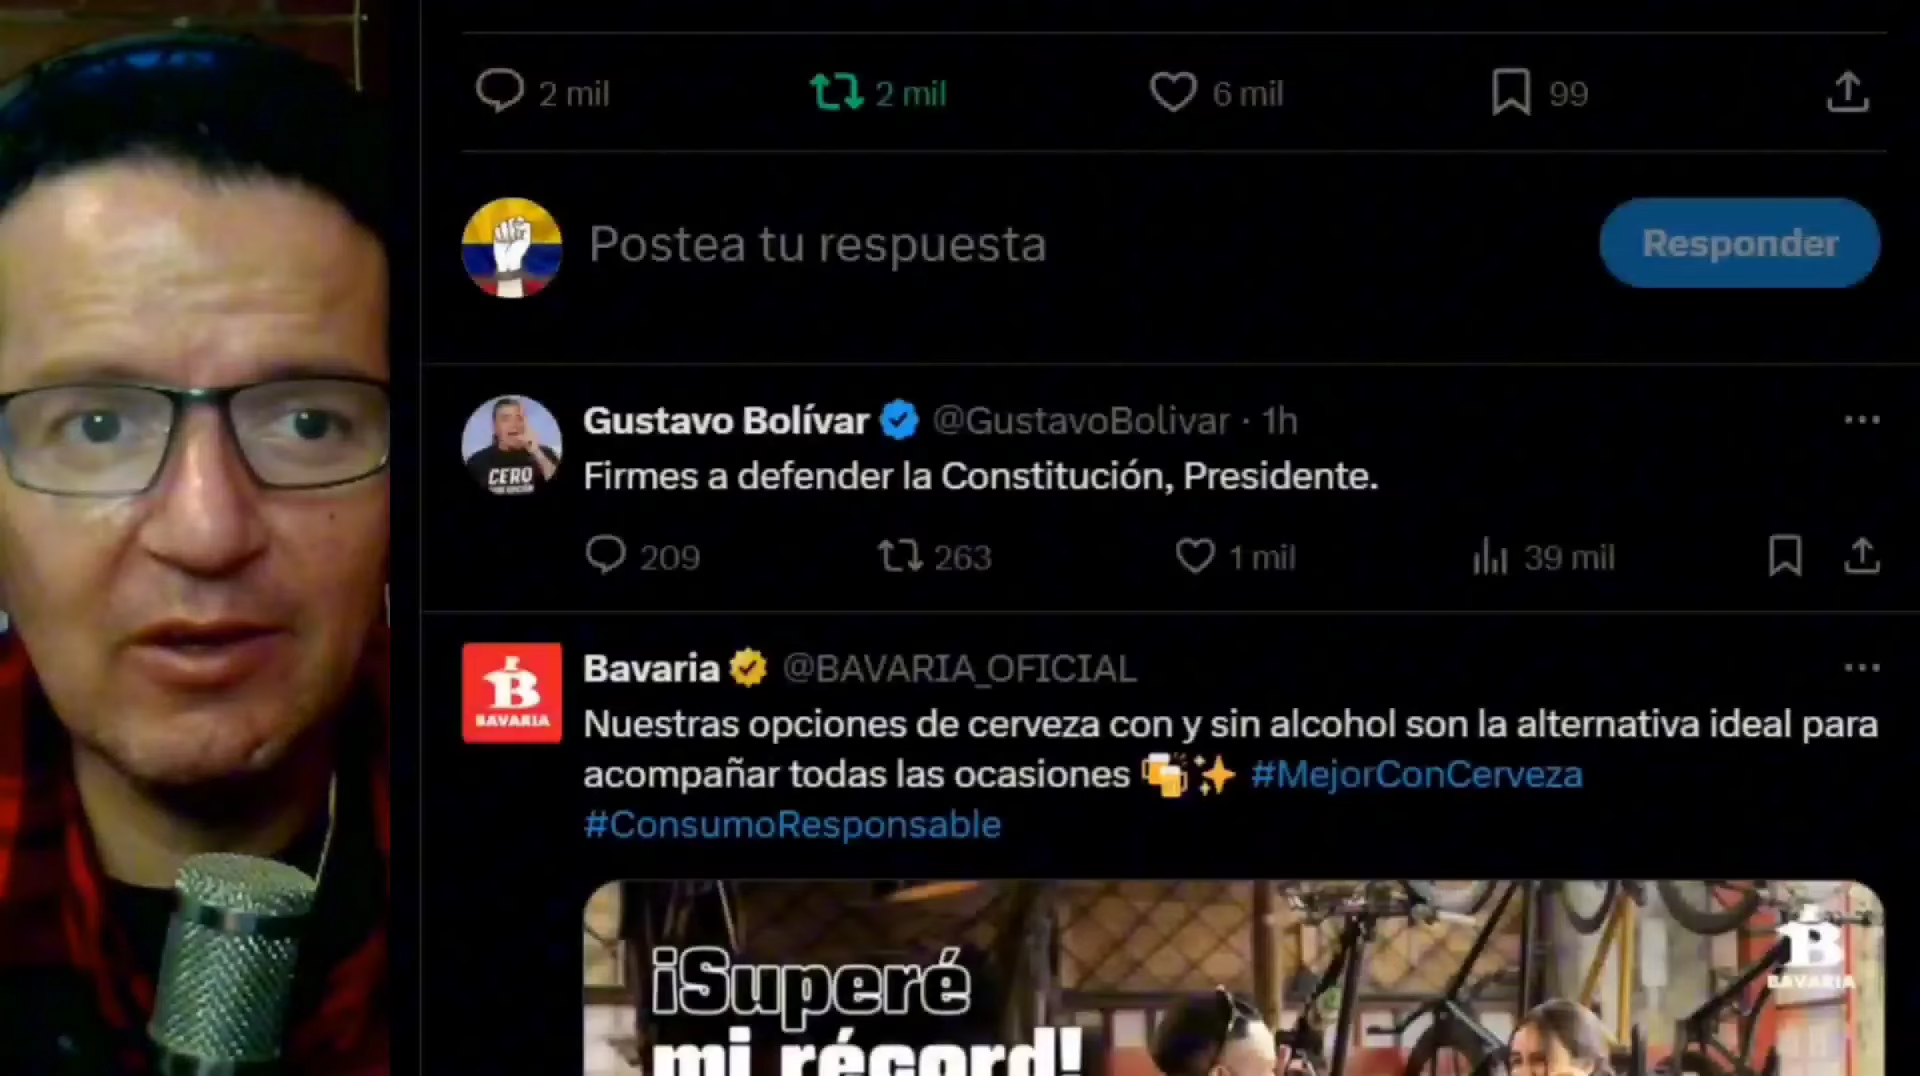 2 mil 2 mil 6 mil 99
Postea tu respuesta Responder
Gustavo Bolívar @GustavoBolivar · 1h
CERO
Firmes a defender la Constitución, Presidente.
209 263 1 mil 39 mil
Bavaria @BAVARIA_OFICIAL
B
BAVARIA
Nuestras opciones de cerveza con y sin alcohol son la alternativa ideal para
acompañar todas las ocasiones 🍻✨ #MejorConCerveza
#ConsumoResponsable
¡Superé
mi récord!
B
BAVARIA